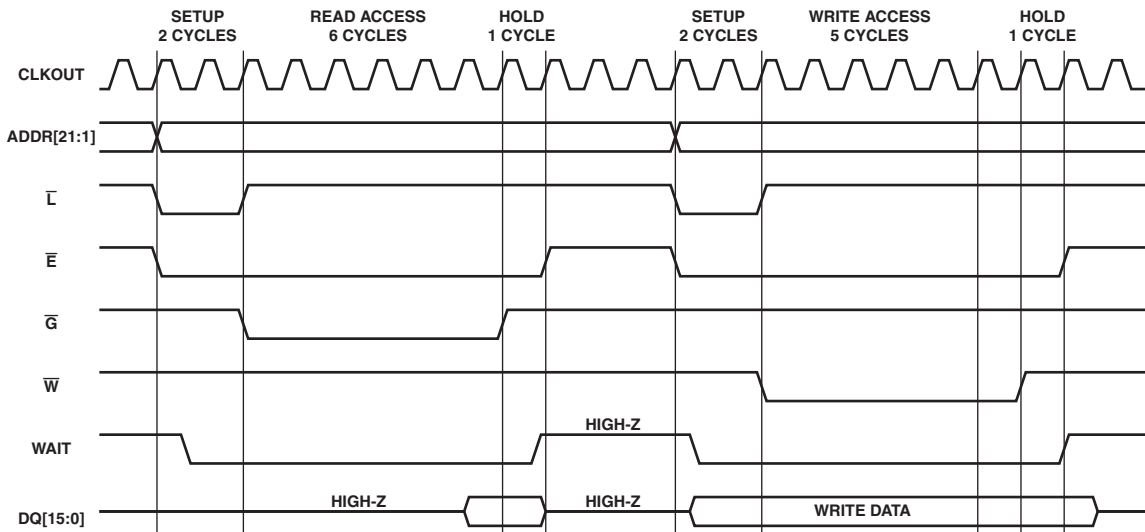 SETUP
2 CYCLES
READ ACCESS
6 CYCLES
HOLD
1 CYCLE
SETUP
2 CYCLES
WRITE ACCESS
5 CYCLES
HOLD
1 CYCLE
CLKOUT
ADDR[21:1]
L̅
E̅
G̅
W̅
WAIT
HIGH-Z
DQ[15:0]
HIGH-Z
HIGH-Z
WRITE DATA